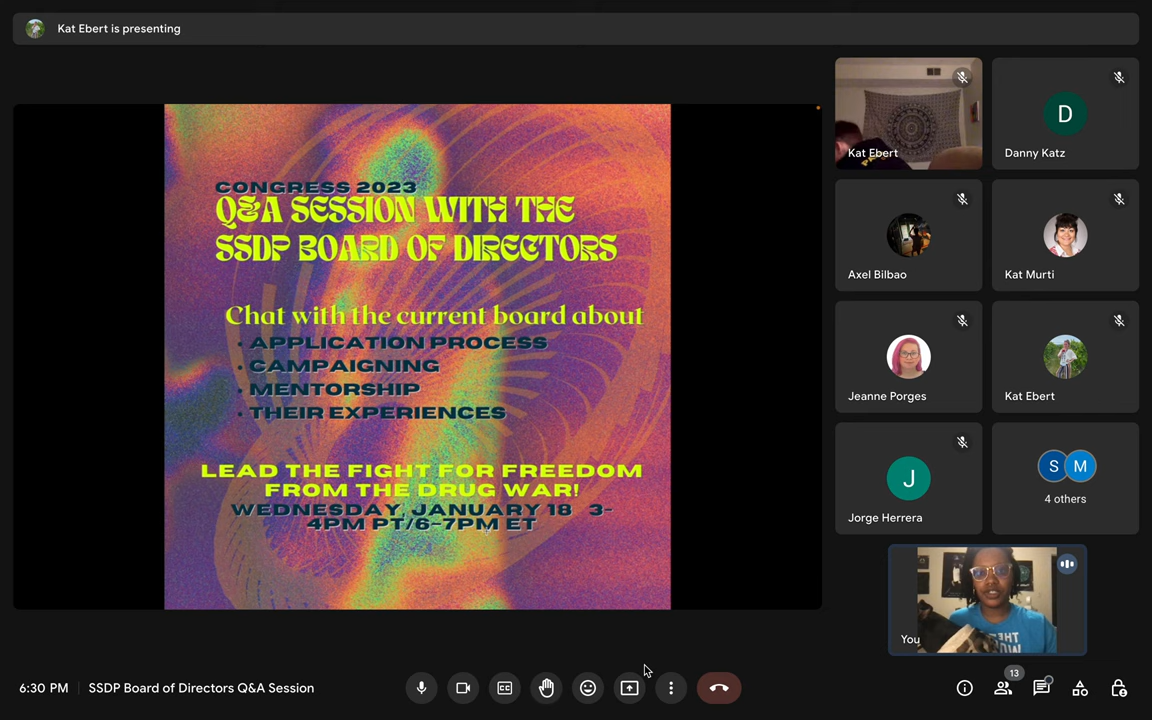 Kat Ebert is presenting
CONGRESS 2023
Q&A SESSION WITH THE
SSDP BOARD OF DIRECTORS
Chat with the current board about
• APPLICATION PROCESS
• CAMPAIGNING
• MENTORSHIP
• THEIR EXPERIENCES
LEAD THE FIGHT FOR FREEDOM
FROM THE DRUG WAR!
WEDNESDAY, JANUARY 18 3-
4PM PT/6-7PM ET
Kat Ebert
D
Danny Katz
Axel Bilbao
Kat Murti
Jeanne Porges
Kat Ebert
J
Jorge Herrera
S M
4 others
You
6:30 PM | SSDP Board of Directors Q&A Session
CC
13